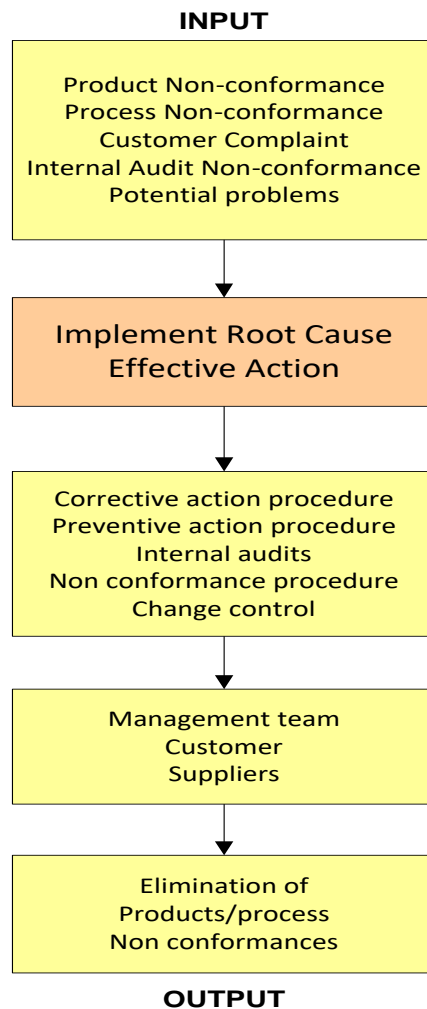 INPUT
Product Non-conformance
Process Non-conformance
Customer Complaint
Internal Audit Non-conformance
Potential problems
Implement Root Cause
Effective Action
Corrective action procedure
Preventive action procedure
Internal audits
Non conformance procedure
Change control
Management team
Customer
Suppliers
Elimination of
Products/process
Non conformances
OUTPUT